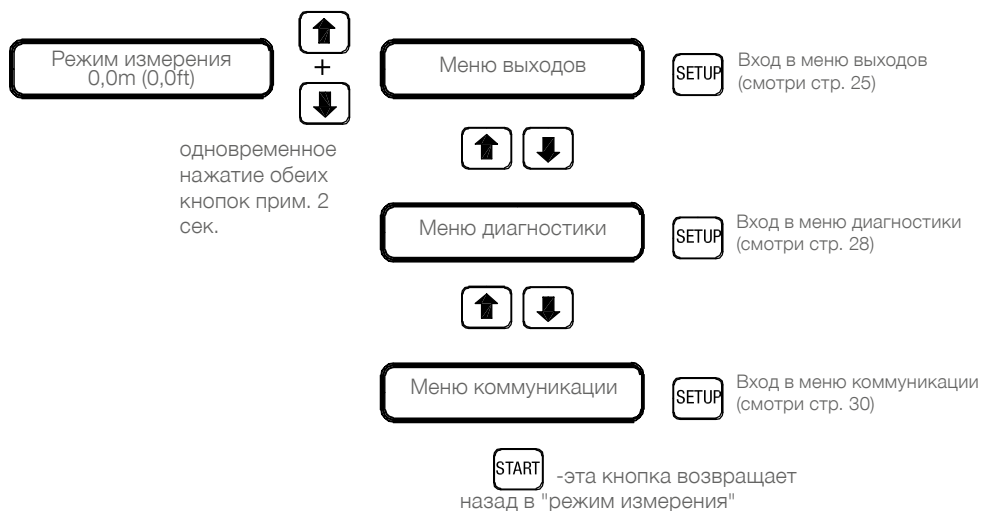 Режим измерения
0,0m (0,0ft)
+
одновременное
нажатие обеих
кнопок прим. 2
сек.
Меню выходов
SETUP
Вход в меню выходов
(смотри стр. 25)
Меню диагностики
SETUP
Вход в меню диагностики
(смотри стр. 28)
Меню коммуникации
SETUP
Вход в меню коммуникации
(смотри стр. 30)
START
-эта кнопка возвращает
назад в "режим измерения"